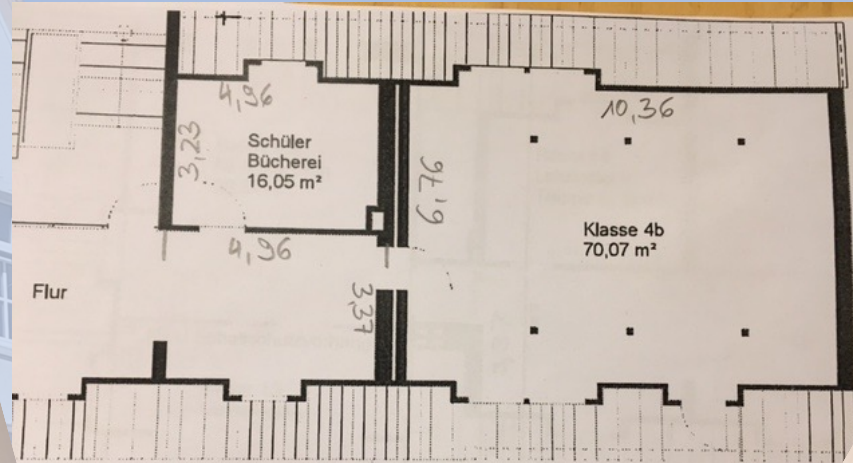 4,96
10,36
3,23
Schüler
Bücherei
16,05 m²
6,76
Klasse 4b
70,07 m²
4,96
Flur
3,37